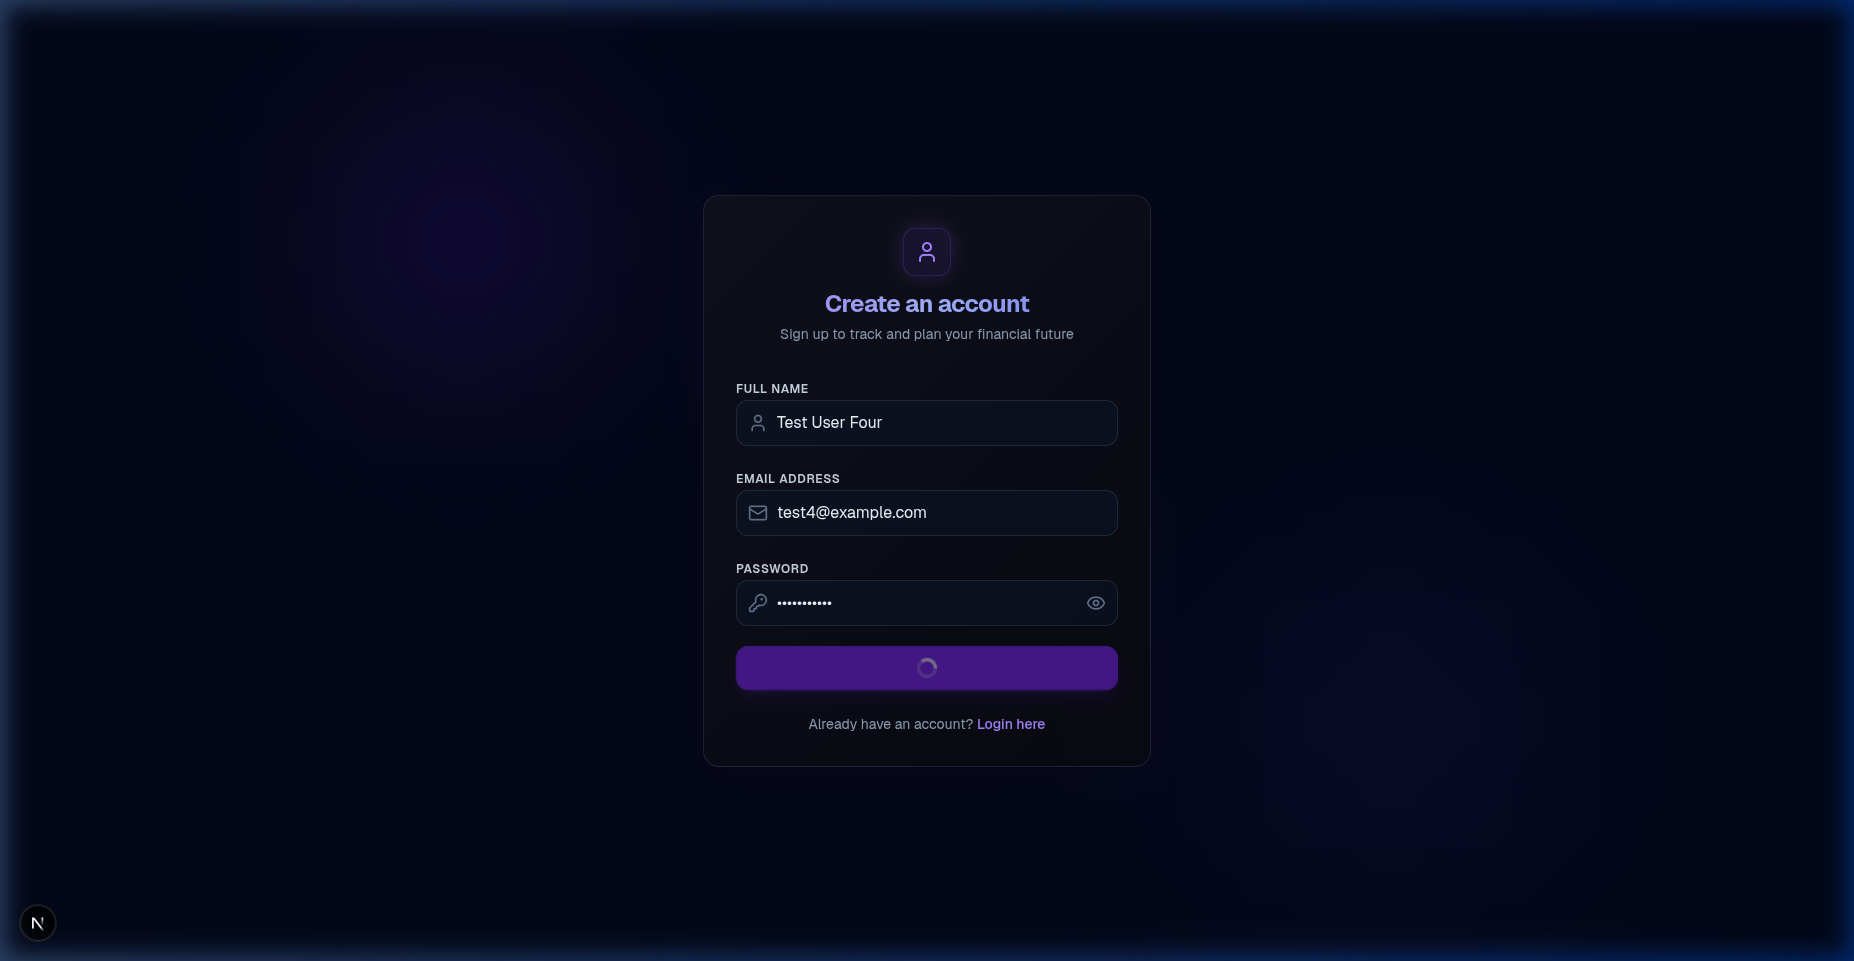 Create an account
Sign up to track and plan your financial future
FULL NAME
Test User Four
EMAIL ADDRESS
test4@example.com
PASSWORD
•••••••••••
Already have an account? Login here
N